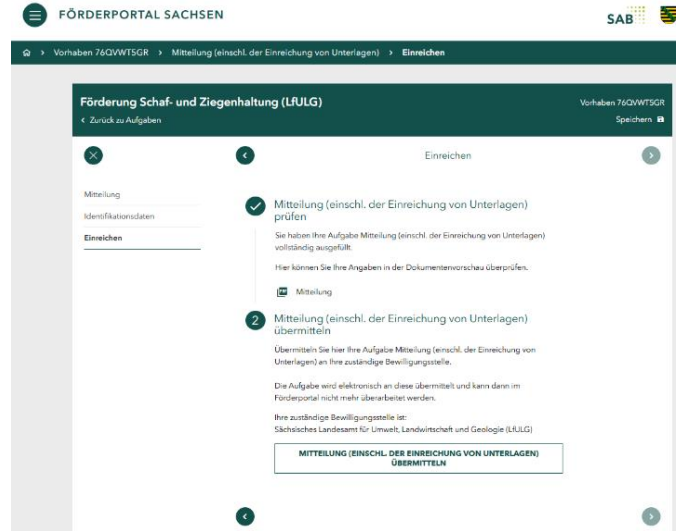 FÖRDERPORTAL SACHSEN
SAB
Vorhaben 76QVWTSGR > Mitteilung (einschl. der Einreichung von Unterlagen) > Einreichen
Förderung Schaf- und Ziegenhaltung (LfULG)
Vorhaben 76QVWTSGR
< Zurück zu Aufgaben
Speichern
Einreichen
Mitteilung
Identifikationsdaten
Einreichen
Mitteilung (einschl. der Einreichung von Unterlagen)
prüfen
Sie haben Ihre Aufgabe Mitteilung (einschl. der Einreichung von Unterlagen)
vollständig ausgefüllt.
Hier können Sie Ihre Angaben in der Dokumentenvorschau überprüfen.
Mitteilung
2 Mitteilung (einschl. der Einreichung von Unterlagen)
übermitteln
Übermitteln Sie hier Ihre Aufgabe Mitteilung (einschl. der Einreichung von
Unterlagen) an Ihre zuständige Bewilligungsstelle.
Die Aufgabe wird elektronisch an diese übermittelt und kann dann im
Förderportal nicht mehr überarbeitet werden.
Ihre zuständige Bewilligungsstelle ist:
Sächsisches Landesamt für Umwelt, Landwirtschaft und Geologie (LfULG)
MITTEILUNG (EINSCHL. DER EINREICHUNG VON UNTERLAGEN)
ÜBERMITTELN